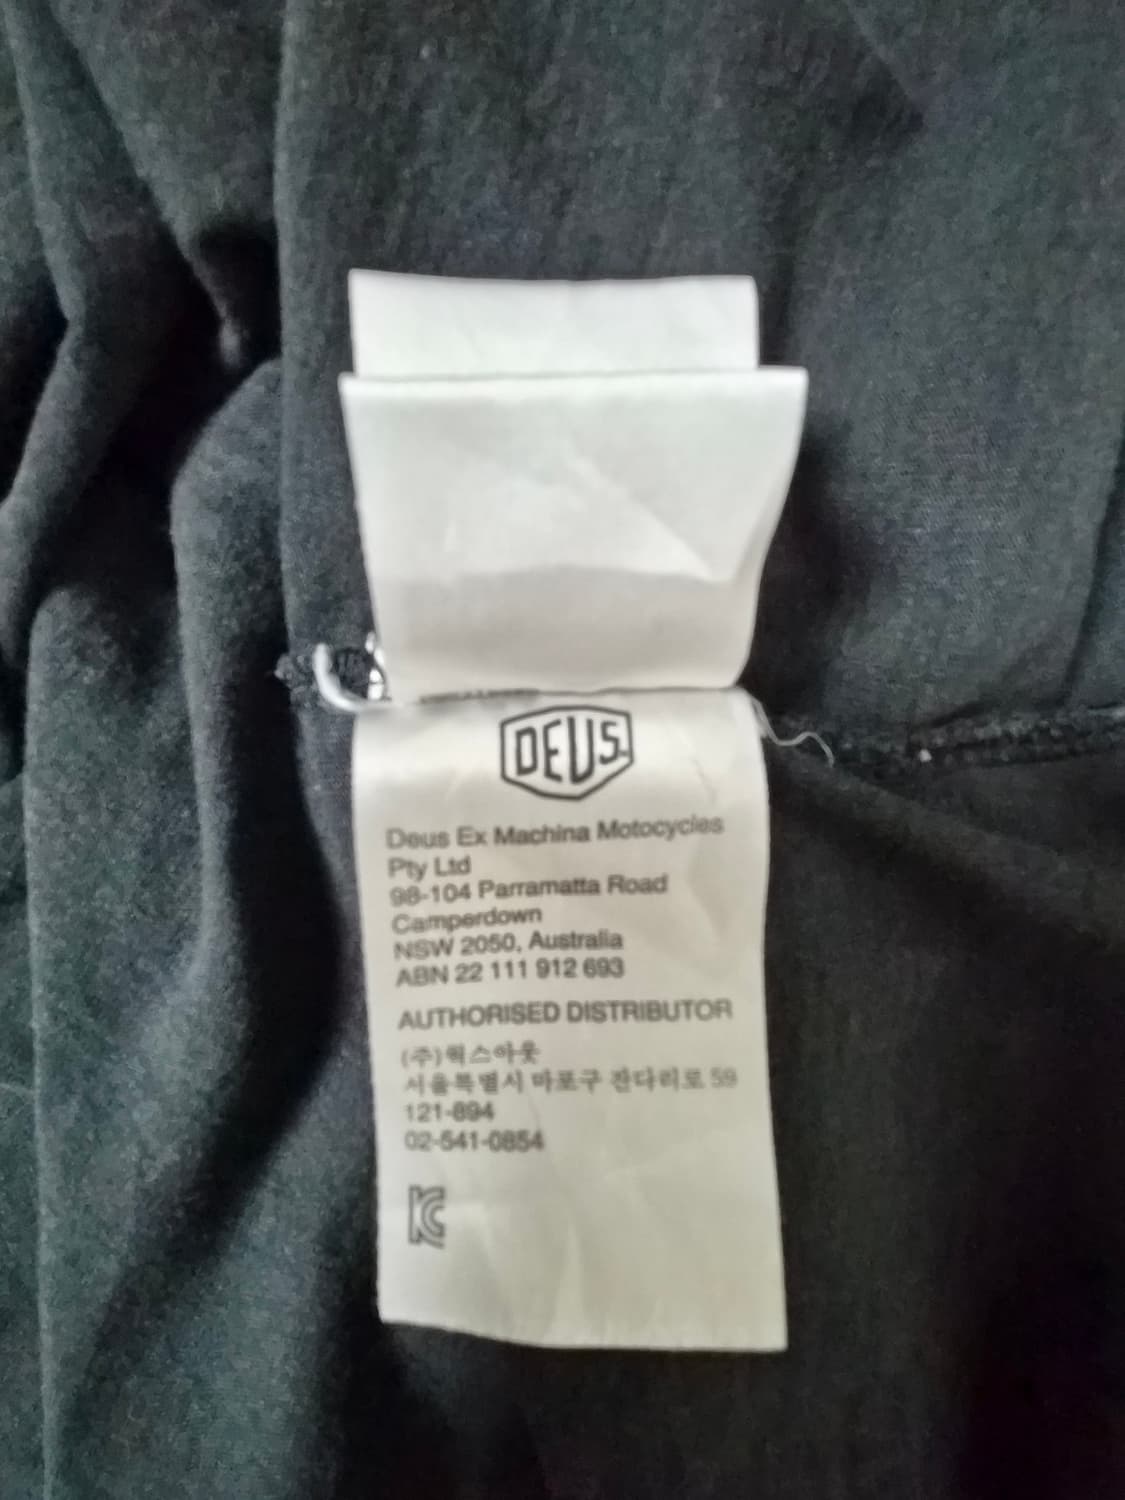 DEUS
Deus Ex Machina Motocycles
Pty Ltd
98-104 Parramatta Road
Camperdown
NSW 2050, Australia
ABN 22 111 912 693
AUTHORISED DISTRIBUTOR
(주)웍스아웃
서울특별시 마포구 잔다리로 59
121-894
02-541-0854
KC